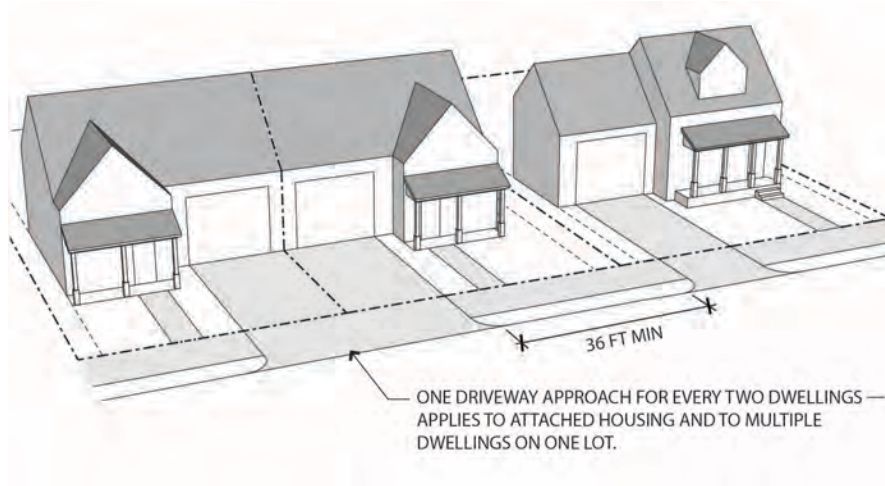 36 FT MIN
ONE DRIVEWAY APPROACH FOR EVERY TWO DWELLINGS
APPLIES TO ATTACHED HOUSING AND TO MULTIPLE
DWELLINGS ON ONE LOT.